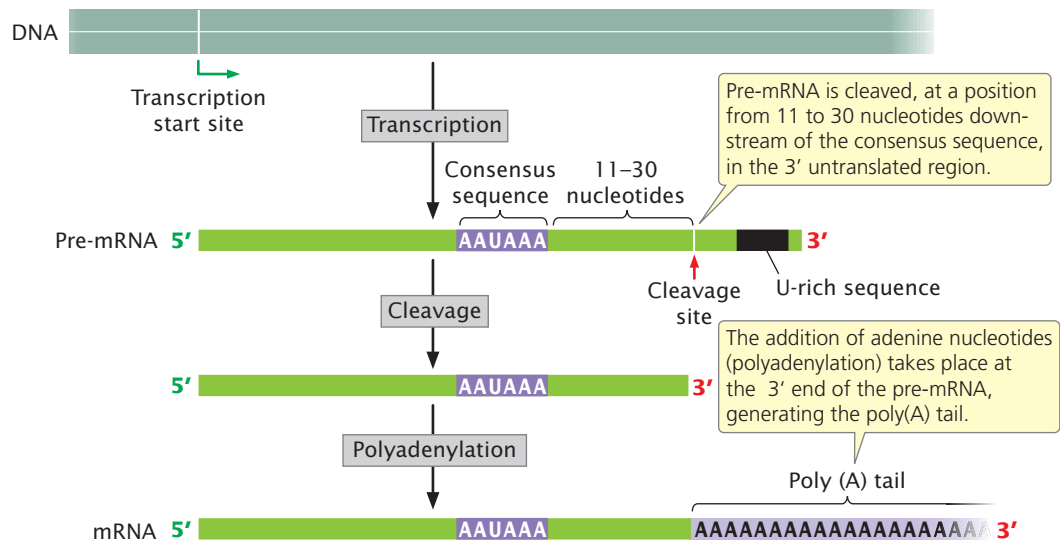 DNA
Transcription
start site
Transcription
Pre-mRNA is cleaved, at a position
from 11 to 30 nucleotides down-
stream of the consensus sequence,
in the 3′ untranslated region.
Consensus
sequence
11–30
nucleotides
Pre-mRNA 5′ AAUAAA 3′
Cleavage
site
U-rich sequence
Cleavage
The addition of adenine nucleotides
(polyadenylation) takes place at
the 3′ end of the pre-mRNA,
generating the poly(A) tail.
5′ AAUAAA 3′
Polyadenylation
Poly (A) tail
mRNA 5′ AAUAAA AAAAAAAAAAAAAAAAAAAA 3′